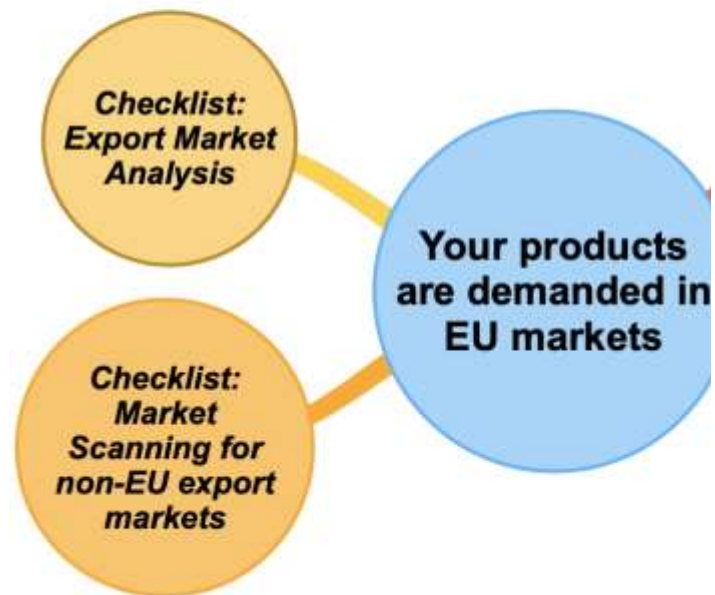 Checklist:
Export Market
Analysis
Your products
are demanded in
EU markets
Checklist:
Market
Scanning for
non-EU export
markets